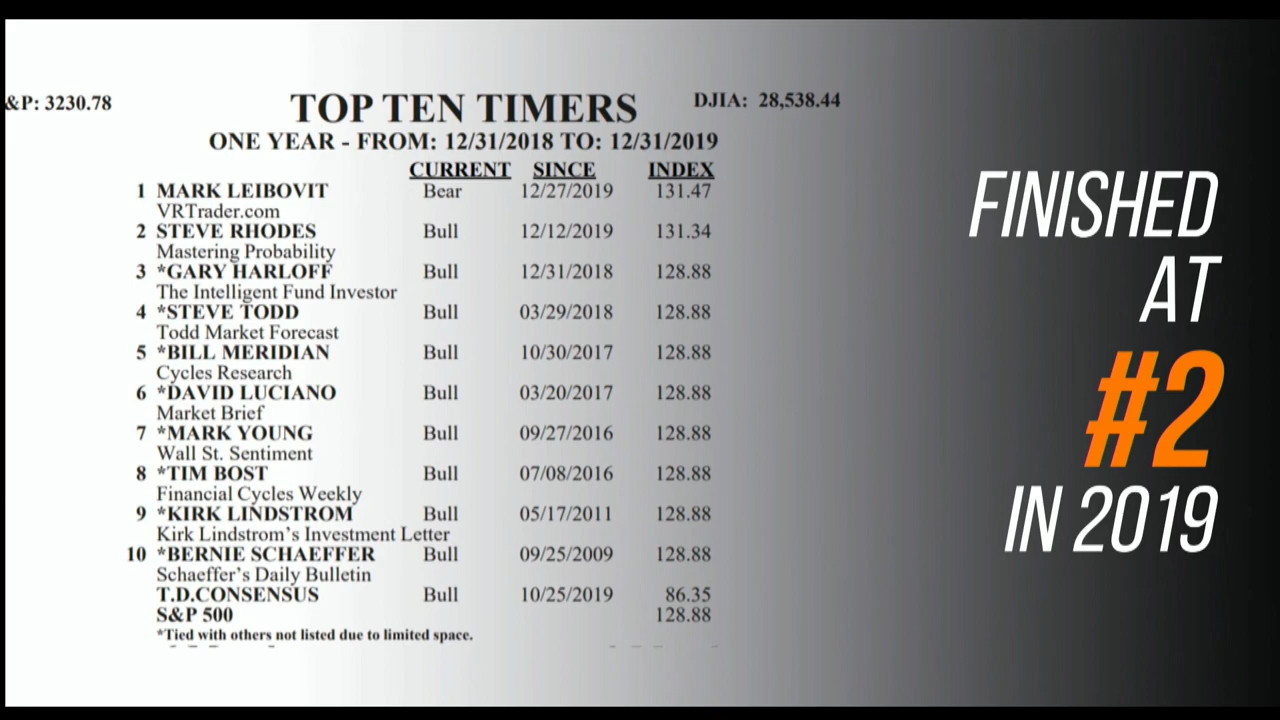 &P: 3230.78
TOP TEN TIMERS
DJIA: 28,538.44
ONE YEAR - FROM: 12/31/2018 TO: 12/31/2019
CURRENT SINCE INDEX
1 MARK LEIBOVIT Bear 12/27/2019 131.47
VRTrader.com
2 STEVE RHODES Bull 12/12/2019 131.34
Mastering Probability
3 *GARY HARLOFF Bull 12/31/2018 128.88
The Intelligent Fund Investor
4 *STEVE TODD Bull 03/29/2018 128.88
Todd Market Forecast
5 *BILL MERIDIAN Bull 10/30/2017 128.88
Cycles Research
6 *DAVID LUCIANO Bull 03/20/2017 128.88
Market Brief
7 *MARK YOUNG Bull 09/27/2016 128.88
Wall St. Sentiment
8 *TIM BOST Bull 07/08/2016 128.88
Financial Cycles Weekly
9 *KIRK LINDSTROM Bull 05/17/2011 128.88
Kirk Lindstrom's Investment Letter
10 *BERNIE SCHAEFFER Bull 09/25/2009 128.88
Schaeffer's Daily Bulletin
T.D.CONSENSUS Bull 10/25/2019 86.35
S&P 500 128.88
*Tied with others not listed due to limited space.
FINISHED
AT
#2
IN 2019